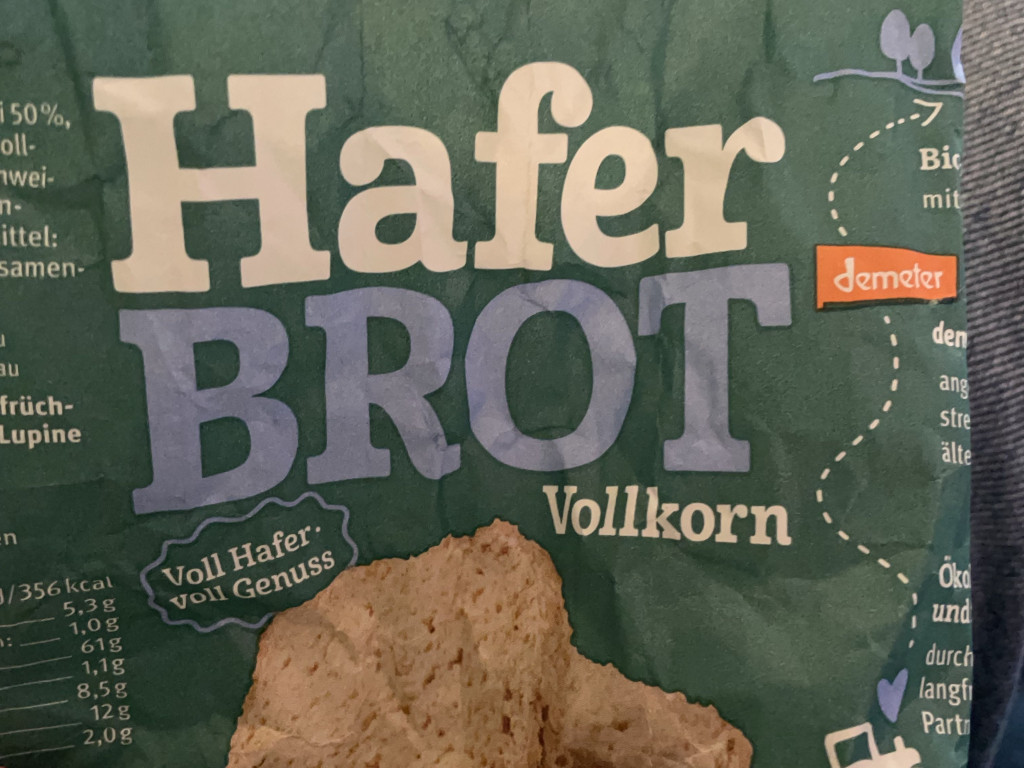 i 50%,
oll-
nwei-
n-
ittel:
samen-
u
au
früch-
Lupine
en
/356 kcal
5,3 g
1,0 g
61 g
1,1 g
8,5 g
12 g
2,0 g
Hafer
BROT
Vollkorn
Voll Hafer.
voll Genuss
Bio
mit
demeter
dem
ang
stre
älte
Öko
und
durch
langfr
Partn